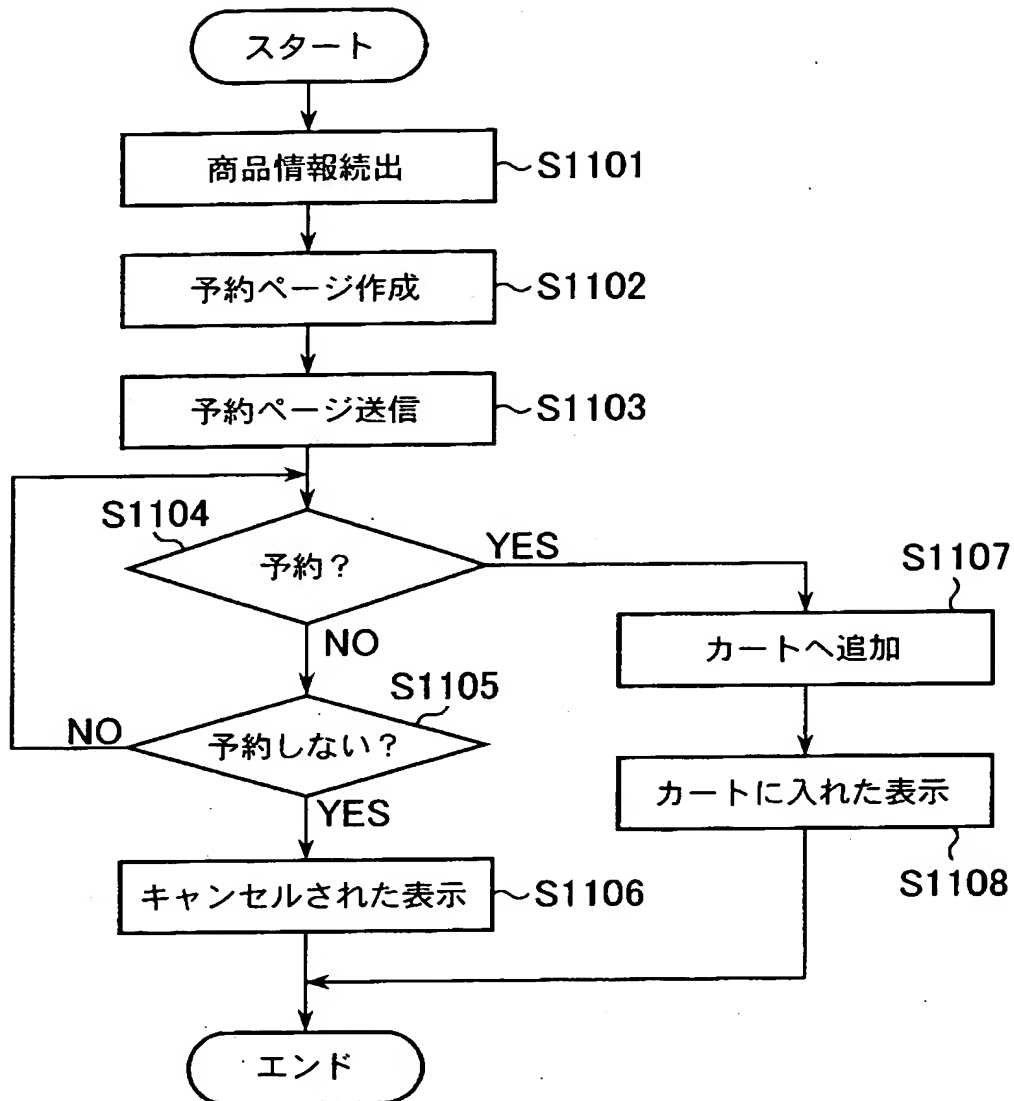 スタート
商品情報続出
S1101
予約ページ作成
S1102
予約ページ送信
S1103
S1104
予約？
YES
NO
S1105
予約しない？
NO
YES
キャンセルされた表示
S1106
S1107
カートへ追加
カートに入れた表示
S1108
エンド